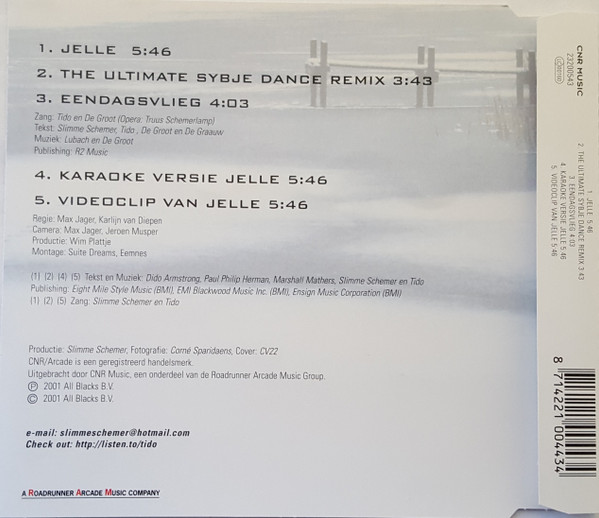 1. JELLE 5:46
2. THE ULTIMATE SYBJE DANCE REMIX 3:43
3. EENDAGSVLIEG 4:03
Zang: Tido en De Groot (Opera: Truus Schemerlamp)
Tekst: Slimme Schemer, Tido , De Groot en De Graauw
Muziek: Lubach en De Groot
Publishing: R2 Music
4. KARAOKE VERSIE JELLE 5:46
5. VIDEOCLIP VAN JELLE 5:46
Regie: Max Jager, Karlijn van Diepen
Camera: Max Jager, Jeroen Musper
Productie: Wim Plattje
Montage: Suite Dreams, Eemnes
(1) (2) (4) (5) Tekst en Muziek: Dido Armstrong, Paul Philip Herman, Marshall Mathers, Slimme Schemer en Tido
Publishing: Eight Mile Style Music (BMI), EMI Blackwood Music Inc. (BMI), Ensign Music Corporation (BMI)
(1) (2) (5) Zang: Slimme Schemer en Tido
Productie: Slimme Schemer, Fotografie: Corné Sparidaens, Cover: CV22
CNR/Arcade is een geregistreerd handelsmerk.
Uitgebracht door CNR Music, een onderdeel van de Roadrunner Arcade Music Group.
Ⓟ 2001 All Blacks B.V.
© 2001 All Blacks B.V.
e-mail: slimmeschemer@hotmail.com
Check out: http://listen.to/tido
A ROADRUNNER ARCADE MUSIC COMPANY
CNR MUSIC
23200543
1. JELLE 5:46
2. THE ULTIMATE SYBJE DANCE REMIX 3:43
3. EENDAGSVLIEG 4:03
4. KARAOKE VERSIE JELLE 5:46
5. VIDEOCLIP VAN JELLE 5:46
8 714221 004434